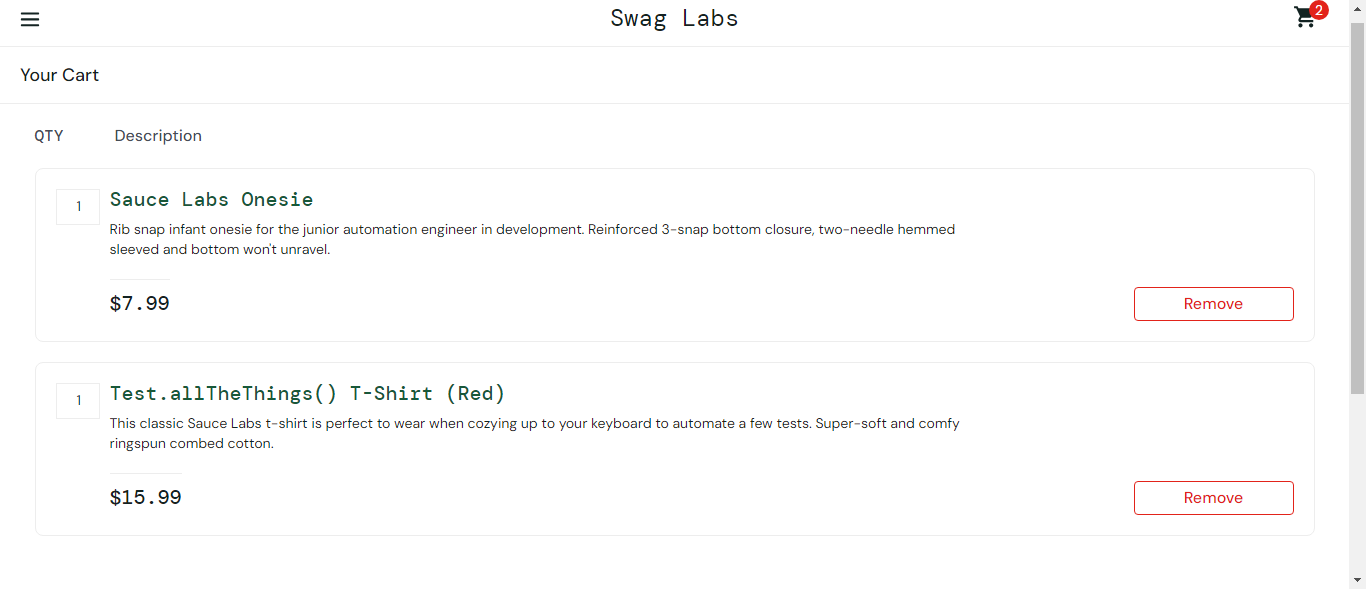 Swag Labs
2
Your Cart
QTY Description
1
Sauce Labs Onesie
Rib snap infant onesie for the junior automation engineer in development. Reinforced 3-snap bottom closure, two-needle hemmed
sleeved and bottom won't unravel.
$7.99
Remove
1
Test.allTheThings() T-Shirt (Red)
This classic Sauce Labs t-shirt is perfect to wear when cozying up to your keyboard to automate a few tests. Super-soft and comfy
ringspun combed cotton.
$15.99
Remove